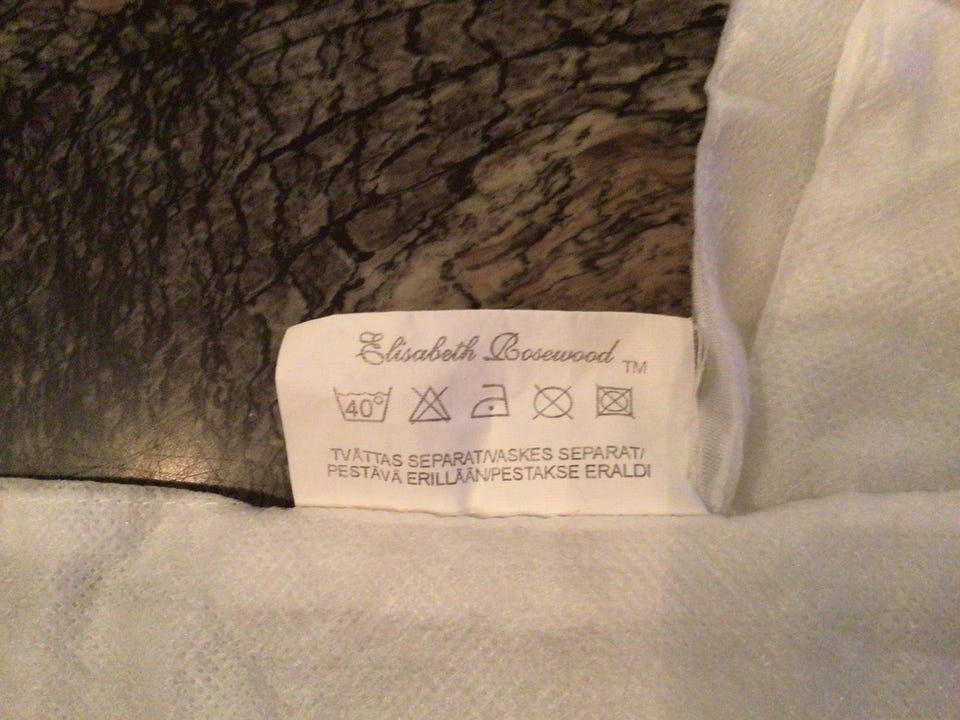 Elisabeth Rosewood TM
40°
TVÄTTAS SEPARAT/VASKES SEPARAT/
PESTÄVÄ ERILLÄÄN/PESTAKSE ERALDI